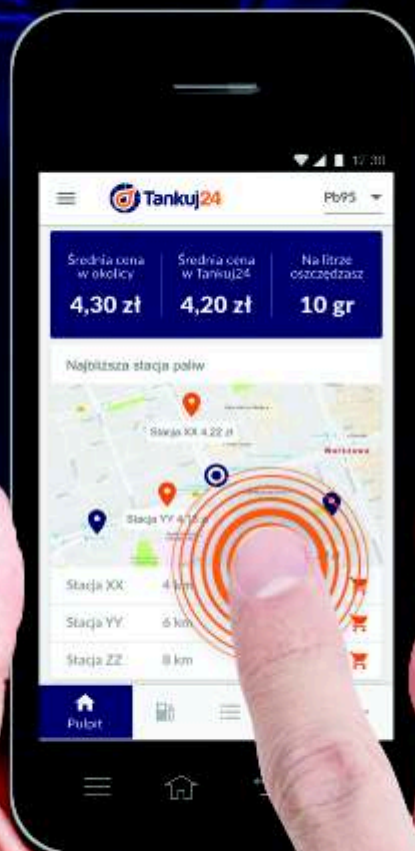 17:30
Tankuj24
Pb95
Średnia cena
w okolicy
4,30 zł
Średnia cena
w Tankuj24
4,20 zł
Na litrze
oszczędzasz
10 gr
Najbliższa stacja paliw
Stacja XX 4,22 zł
Warszawa
Stacja YY
Stacja XX 4 km
Stacja YY 6 km
Stacja ZZ 8 km
Pulpit